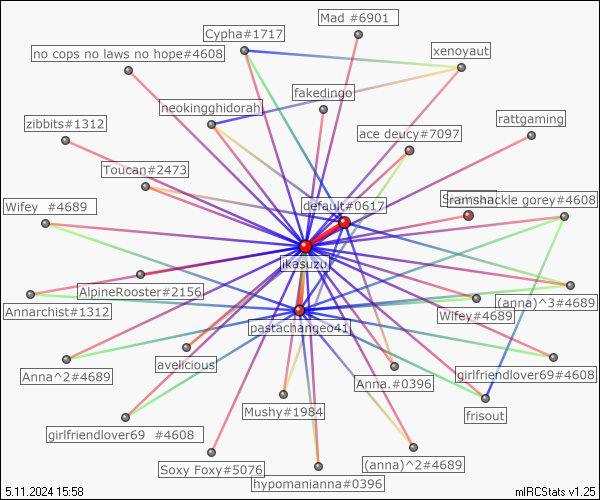 Mad #6901
Cypha#1717
no cops no laws no hope#4608
xenoyaut
fakedingo
neokingghidorah
rattgaming
zibbits#1312
ace deucy#7097
Toucan#2473
ramshackle gorey#4608
default#0617
Wifey _#4689
jkasuzu
AlpineRooster#2156
(anna)^3#4689
Annarchist#1312
Wifey#4689
pastachangeo41
avelicious
Anna^2#4689
Anna.#0396
girlfriendlover69#4608
Mushy#1984
frisout
girlfriendlover69_#4608
Soxy Foxy#5076
(anna)^2#4689
hypomanianna#0396
5.11.2024 15:58
mIRCStats v1.25